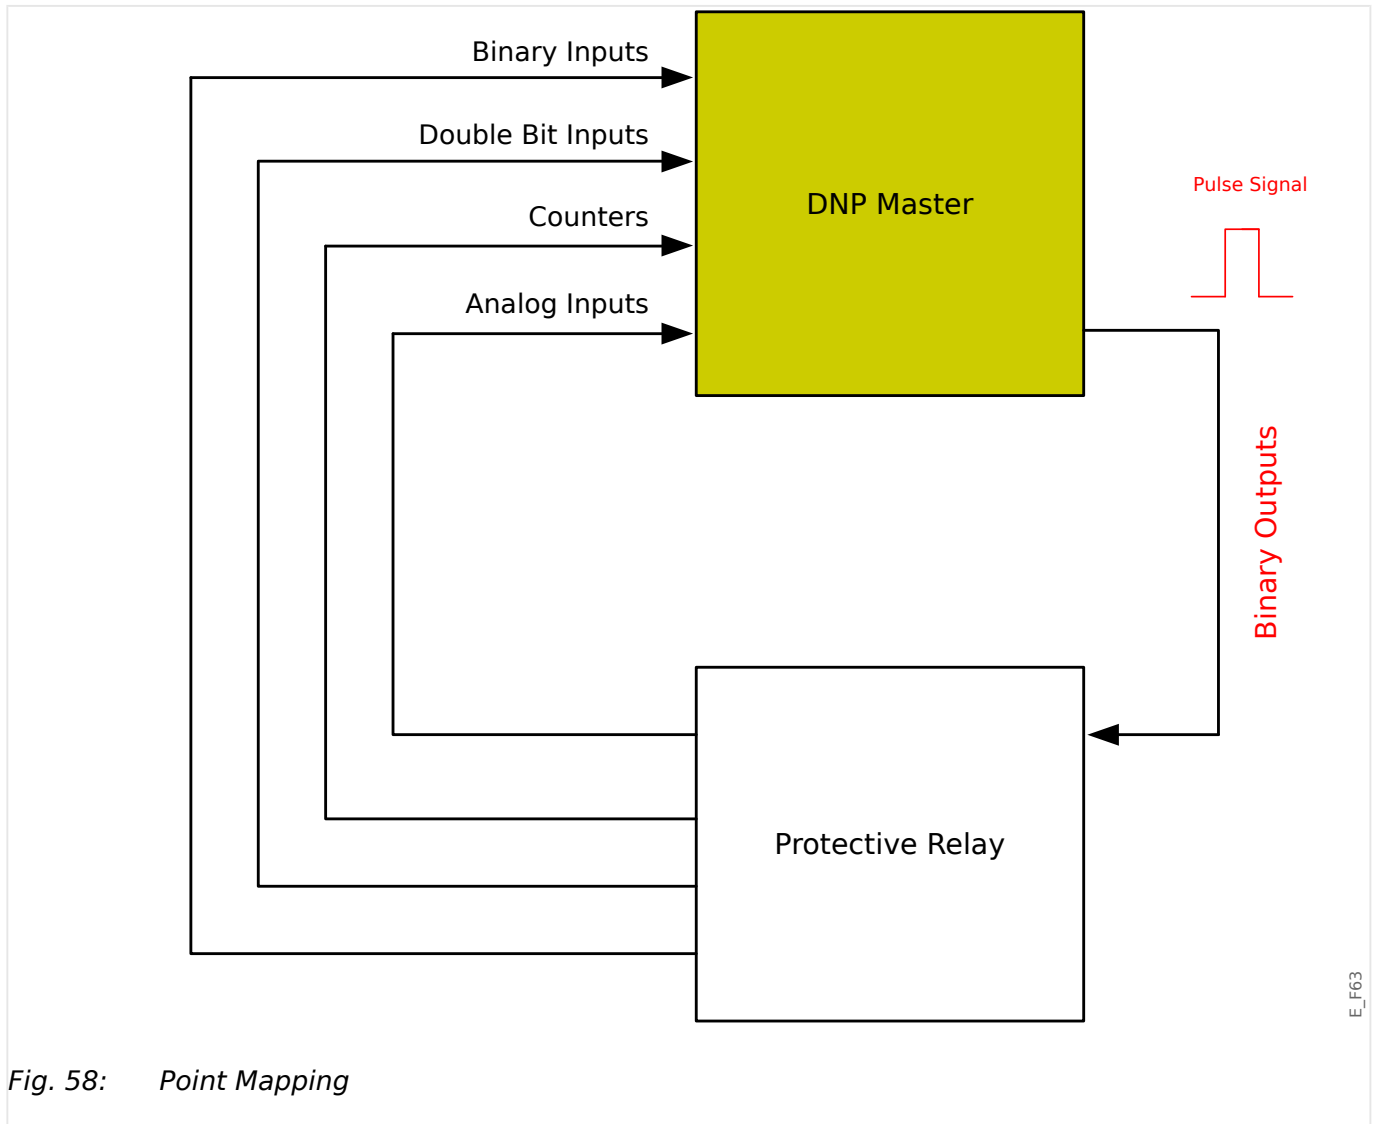 Binary Inputs
Double Bit Inputs
Counters
Analog Inputs
DNP Master
Pulse Signal
Binary Outputs
Protective Relay
E_F63
Fig. 58: Point Mapping